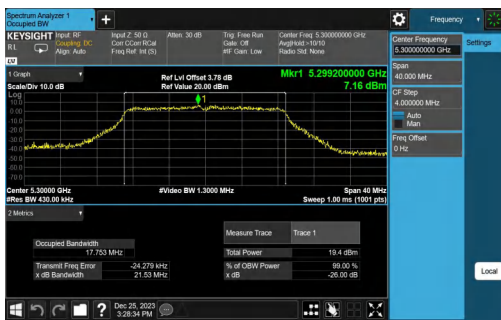 Spectrum Analyzer 1
Occupied BW
Frequency
KEYSIGHT
RL
Input: RF
Coupling: DC
Align: Auto
Input Z: 50 Ω
Corr CCorr RCal
Freq Ref: Int (S)
Atten: 30 dB
Trig: Free Run
Gate: Off
#IF Gain: Low
Center Freq: 5.300000000 GHz
Avg|Hold:>10/10
Radio Std: None
Center Frequency
5.300000000 GHz
Settings
Span
40.000 MHz
CF Step
4.000000 MHz
Auto
Man
Freq Offset
0 Hz
Local
1 Graph
Scale/Div 10.0 dB
Ref Lvl Offset 3.78 dB
Ref Value 20.00 dBm
Mkr1 5.299200000 GHz
7.16 dBm
Log
10.0
0.00
-10.0
-20.0
-30.0
-40.0
-50.0
-60.0
-70.0
1
Center 5.30000 GHz
#Res BW 430.00 kHz
#Video BW 1.3000 MHz
Span 40 MHz
Sweep 1.00 ms (1001 pts)
2 Metrics
Measure Trace
Trace 1
Occupied Bandwidth
17.753 MHz
Total Power
19.4 dBm
Transmit Freq Error
-24.279 kHz
% of OBW Power
99.00 %
x dB Bandwidth
21.53 MHz
x dB
-26.00 dB
Dec 25, 2023
3:28:34 PM